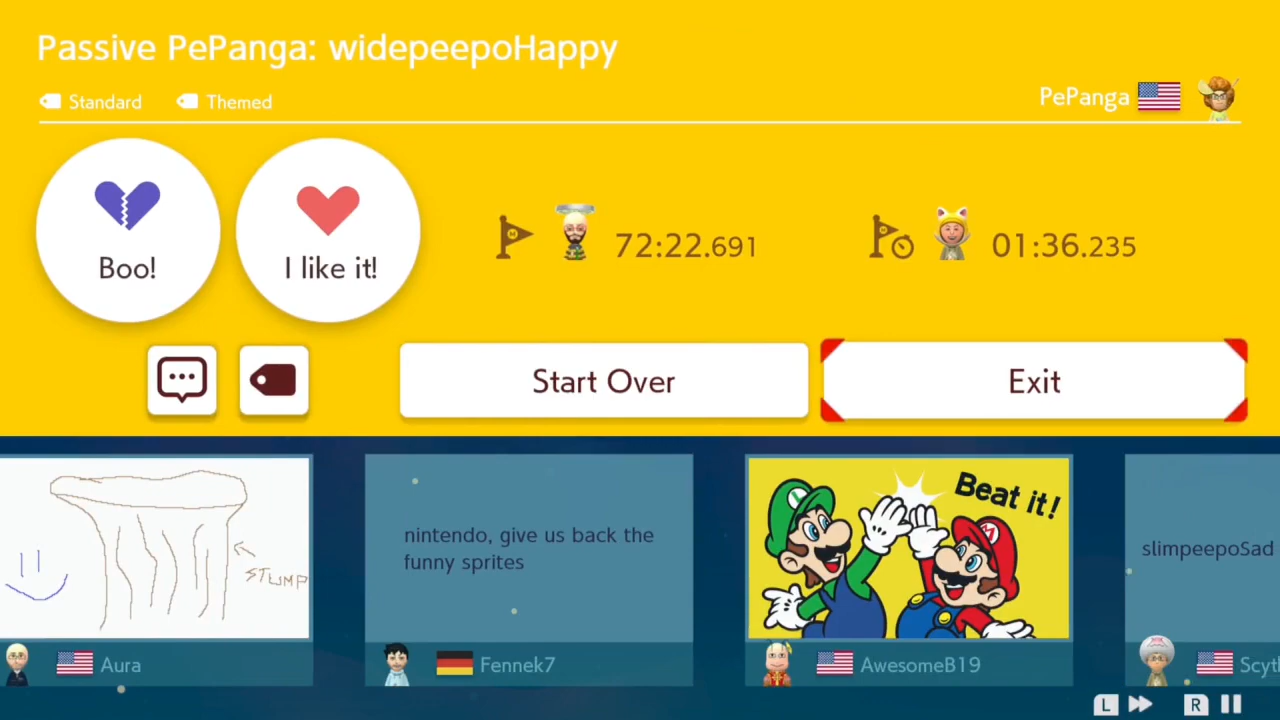 Passive PePanga: widepeepoHappy
Standard
Themed
PePanga
Boo!
I like it!
M
72:22.691
M
01:36.235
Start Over
Exit
STUMP
nintendo, give us back the
funny sprites
L
Beat it!
M
slimpeepoSad
Aura
Fennek7
AwesomeB19
L
R